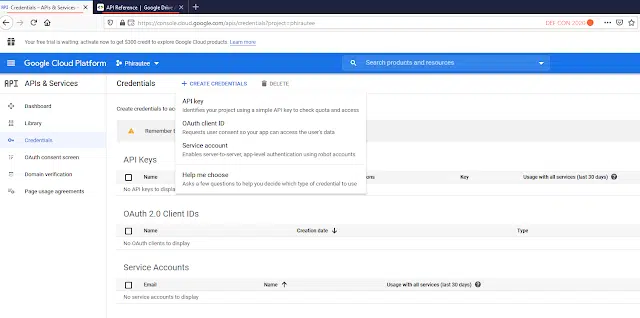 Credentials – APIs & Services –
API Reference | Google Drive
https://console.cloud.google.com/apis/credentials?project=phirautee
DEF CON 2020
Your free trial is waiting: activate now to get $300 credit to explore Google Cloud products. Learn more
Google Cloud Platform
Phirautee
Search products and resources
API APIs & Services
Credentials
+ CREATE CREDENTIALS
DELETE
Dashboard
Library
Credentials
OAuth consent screen
Domain verification
Page usage agreements
Create credentials to acc
Remember t
API key
Identifies your project using a simple API key to check quota and access
OAuth client ID
Requests user consent so your app can access the user's data
Service account
Enables server-to-server, app-level authentication using robot accounts
Help me choose
Asks a few questions to help you decide which type of credential to use
API Keys
Name
Key
Usage with all services (last 30 days)
No API keys to display
OAuth 2.0 Client IDs
Name
Creation date
Type
No OAuth clients to display
Service Accounts
Email
Name
Usage with all services (last 30 days)
No service accounts to display